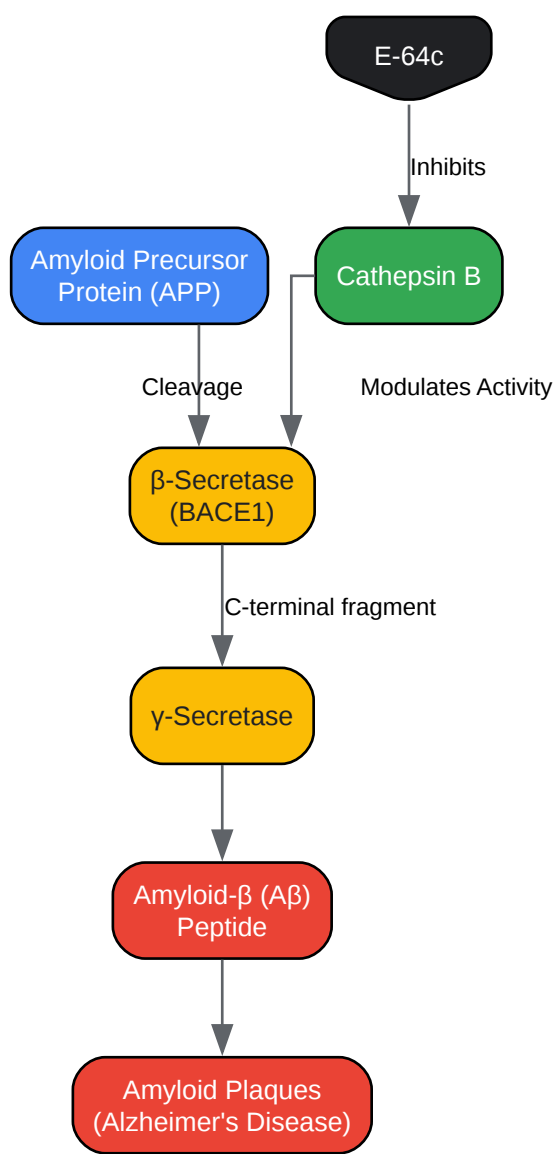 E-64c
Inhibits
Amyloid Precursor
Protein (APP)
Cathepsin B
Cleavage
Modulates Activity
β-Secretase
(BACE1)
C-terminal fragment
γ-Secretase
Amyloid-β (Aβ)
Peptide
Amyloid Plaques
(Alzheimer's Disease)